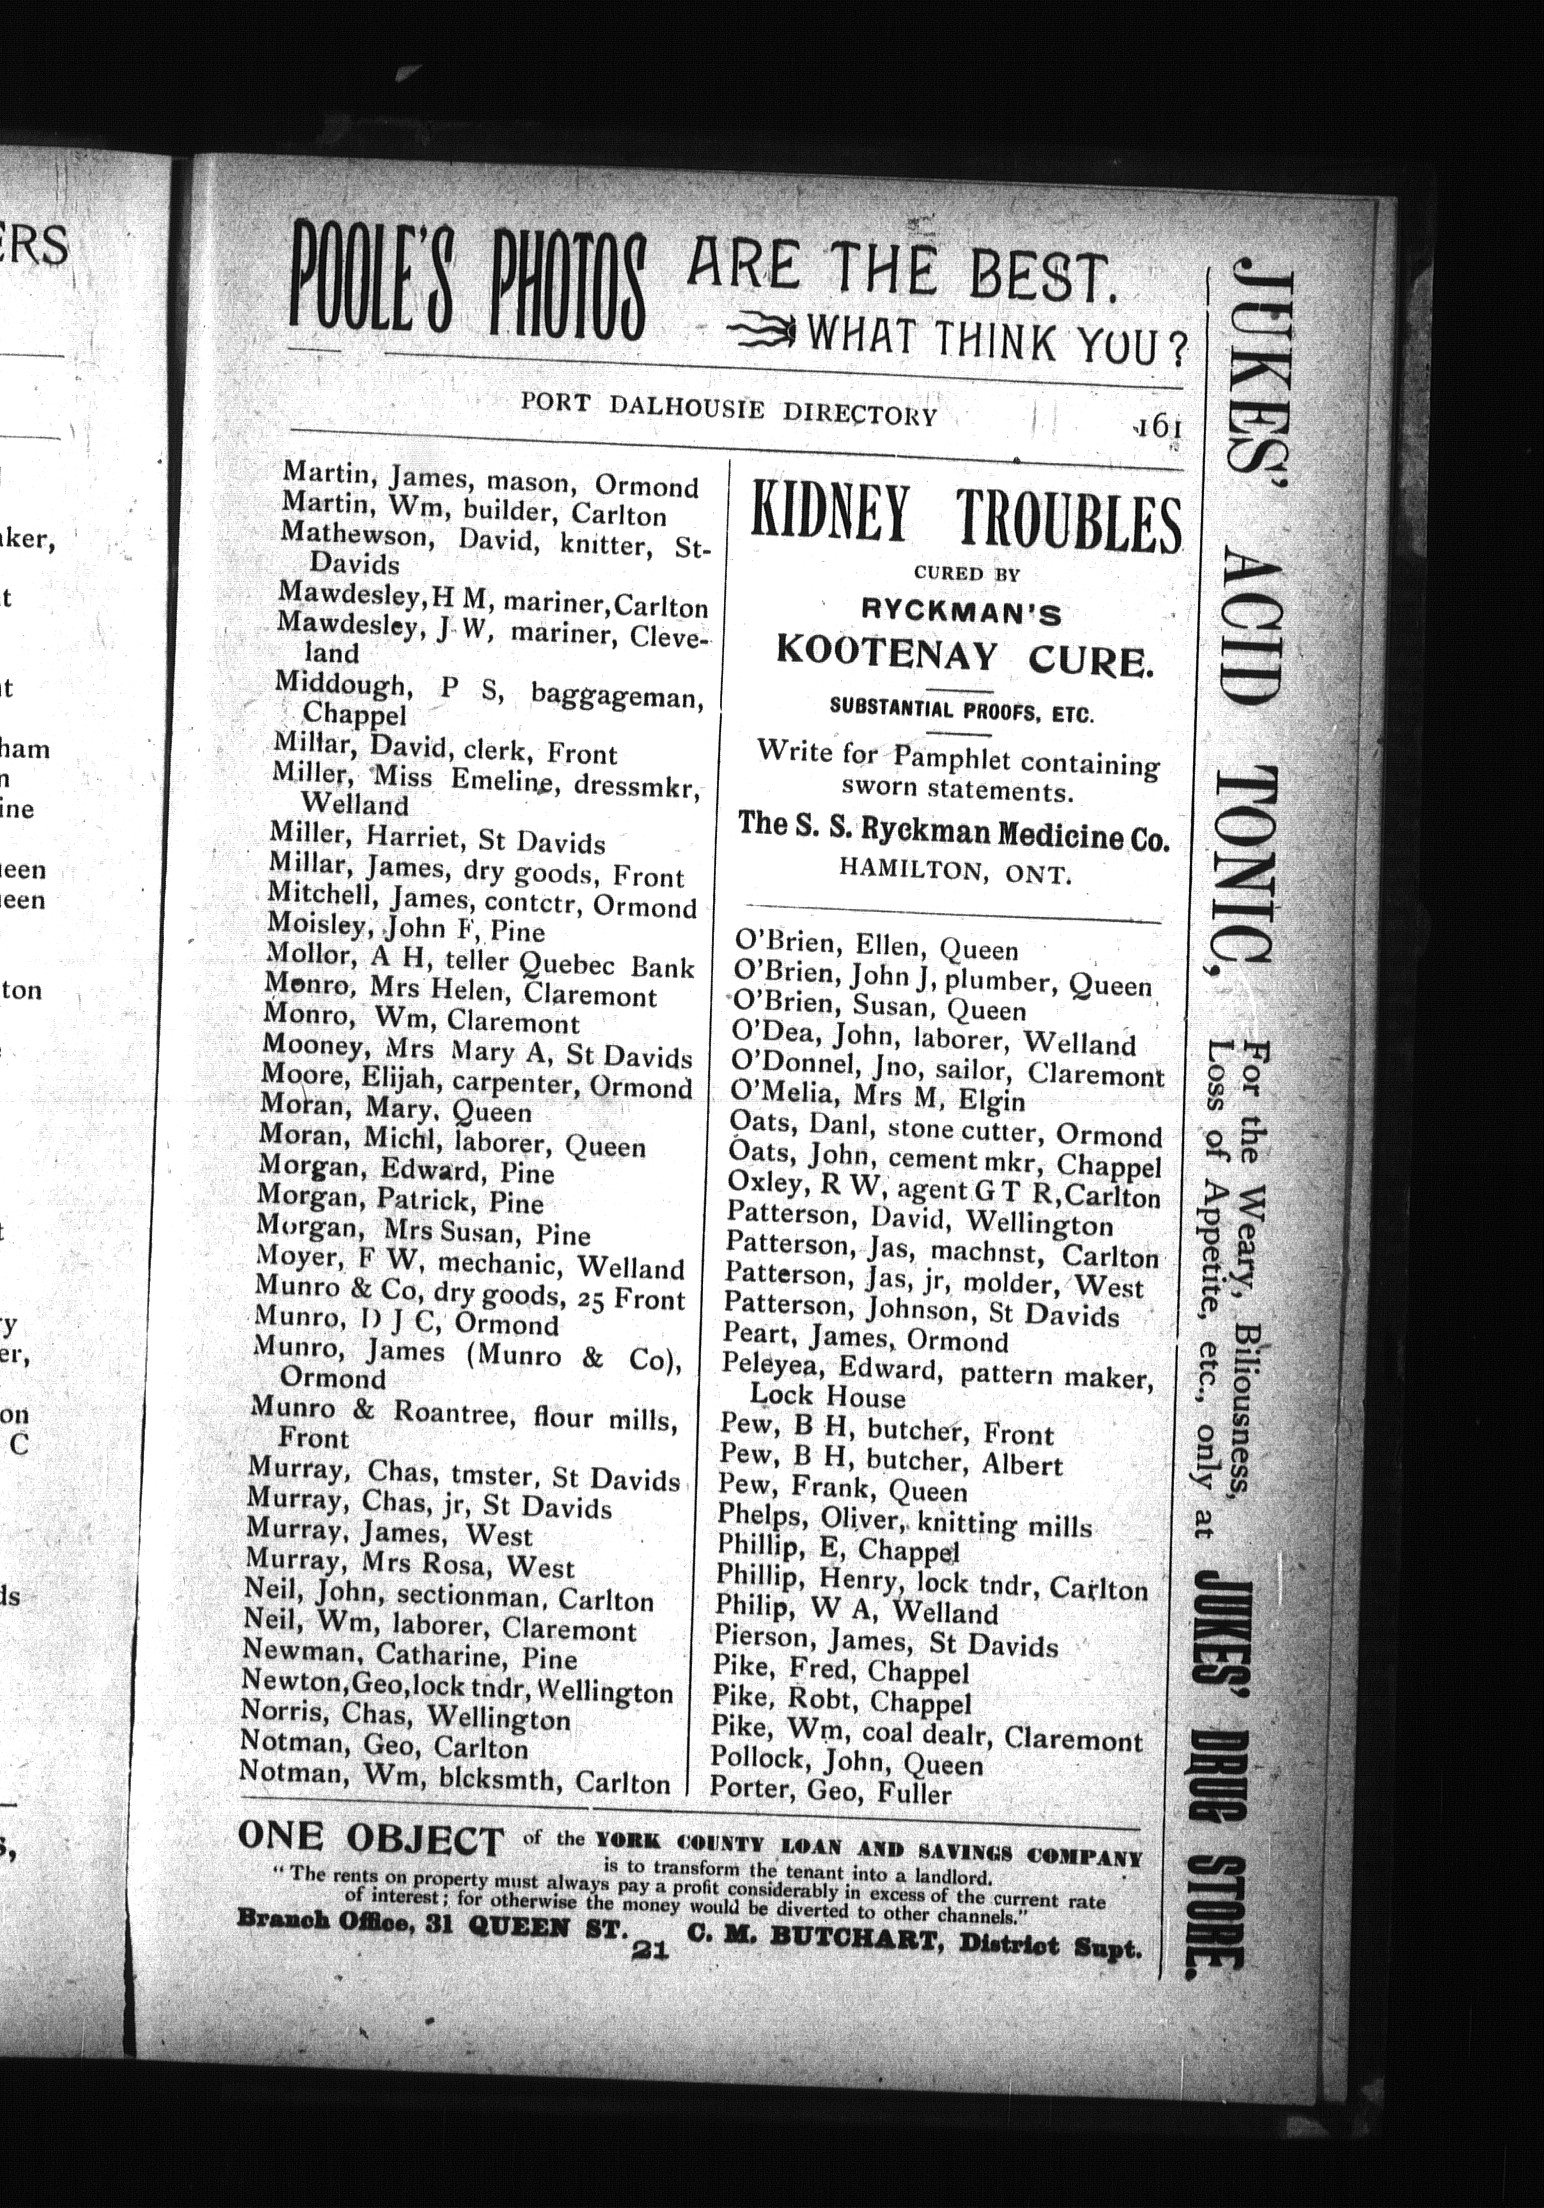 ERS
aker,
t
t
ham
n
ine
ueen
ueen
ton
t
ry
er,
on
C
ds
s,
POOLE'S PHOTOS ARE THE BEST.
WHAT THINK YOU?
PORT DALHOUSIE DIRECTORY 161
Martin, James, mason, Ormond
Martin, Wm, builder, Carlton
Mathewson, David, knitter, St-
Davids
Mawdesley, H M, mariner, Carlton
Mawdesley, J W, mariner, Cleve-
land
Middough, P S, baggageman,
Chappel
Millar, David, clerk, Front
Miller, Miss Emeline, dressmkr,
Welland
Miller, Harriet, St Davids
Millar, James, dry goods, Front
Mitchell, James, contctr, Ormond
Moisley, John F, Pine
Mollor, A H, teller Quebec Bank
Monro, Mrs Helen, Claremont
Monro, Wm, Claremont
Mooney, Mrs Mary A, St Davids
Moore, Elijah, carpenter, Ormond
Moran, Mary, Queen
Moran, Michl, laborer, Queen
Morgan, Edward, Pine
Morgan, Patrick, Pine
Morgan, Mrs Susan, Pine
Moyer, F W, mechanic, Welland
Munro & Co, dry goods, 25 Front
Munro, D J C, Ormond
Munro, James (Munro & Co),
Ormond
Munro & Roantree, flour mills,
Front
Murray, Chas, tmster, St Davids
Murray, Chas, jr, St Davids
Murray, James, West
Murray, Mrs Rosa, West
Neil, John, sectionman, Carlton
Neil, Wm, laborer, Claremont
Newman, Catharine, Pine
Newton, Geo, lock tndr, Wellington
Norris, Chas, Wellington
Notman, Geo, Carlton
Notman, Wm, blcksmth, Carlton
KIDNEY TROUBLES
CURED BY
RYCKMAN'S
KOOTENAY CURE.
SUBSTANTIAL PROOFS, ETC.
Write for Pamphlet containing
sworn statements.
The S. S. Ryckman Medicine Co.
HAMILTON, ONT.
O'Brien, Ellen, Queen
O'Brien, John J, plumber, Queen
O'Brien, Susan, Queen
O'Dea, John, laborer, Welland
O'Donnel, Jno, sailor, Claremont
O'Melia, Mrs M, Elgin
Oats, Danl, stone cutter, Ormond
Oats, John, cement mkr, Chappel
Oxley, R W, agent G T R, Carlton
Patterson, David, Wellington
Patterson, Jas, machnst, Carlton
Patterson, Jas, jr, molder, West
Patterson, Johnson, St Davids
Peart, James, Ormond
Peleyea, Edward, pattern maker,
Lock House
Pew, B H, butcher, Front
Pew, B H, butcher, Albert
Pew, Frank, Queen
Phelps, Oliver, knitting mills
Phillip, E, Chappel
Phillip, Henry, lock tndr, Carlton
Philip, W A, Welland
Pierson, James, St Davids
Pike, Fred, Chappel
Pike, Robt, Chappel
Pike, Wm, coal dealr, Claremont
Pollock, John, Queen
Porter, Geo, Fuller
ONE OBJECT of the YORK COUNTY LOAN AND SAVINGS COMPANY
is to transform the tenant into a landlord.
"The rents on property must always pay a profit considerably in excess of the current rate
of interest; for otherwise the money would be diverted to other channels."
Branch Office, 31 QUEEN ST. C. M. BUTCHART, District Supt.
21
JUKES' ACID TONIC, For the Weary, Biliousness,
Loss of Appetite, etc., only at JUKES' DRUG STORE.